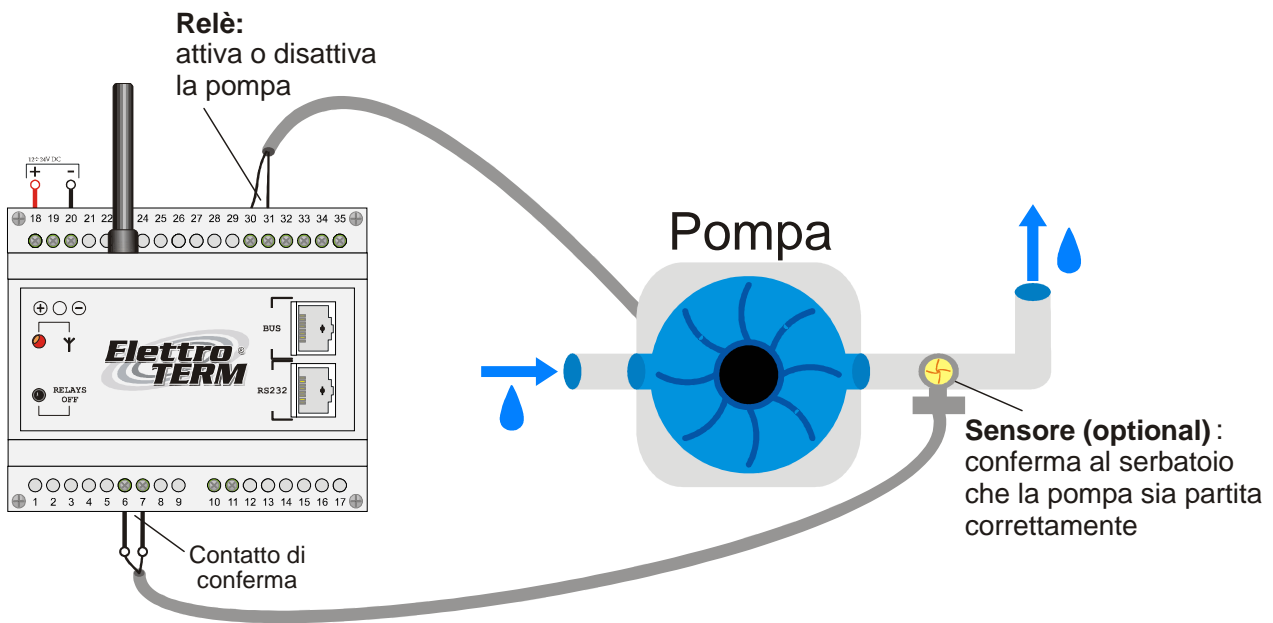 Relè:
attiva o disattiva
la pompa
12÷24V DC
+ -
18 19 20 21 22 24 25 26 27 28 29 30 31 32 33 34 35
Pompa
+ -
BUS
Elettro®
TERM
RELAYS
OFF
RS232
Sensore (optional) :
conferma al serbatoio
che la pompa sia partita
correttamente
1 2 3 4 5 6 7 8 9 10 11 12 13 14 15 16 17
Contatto di
conferma